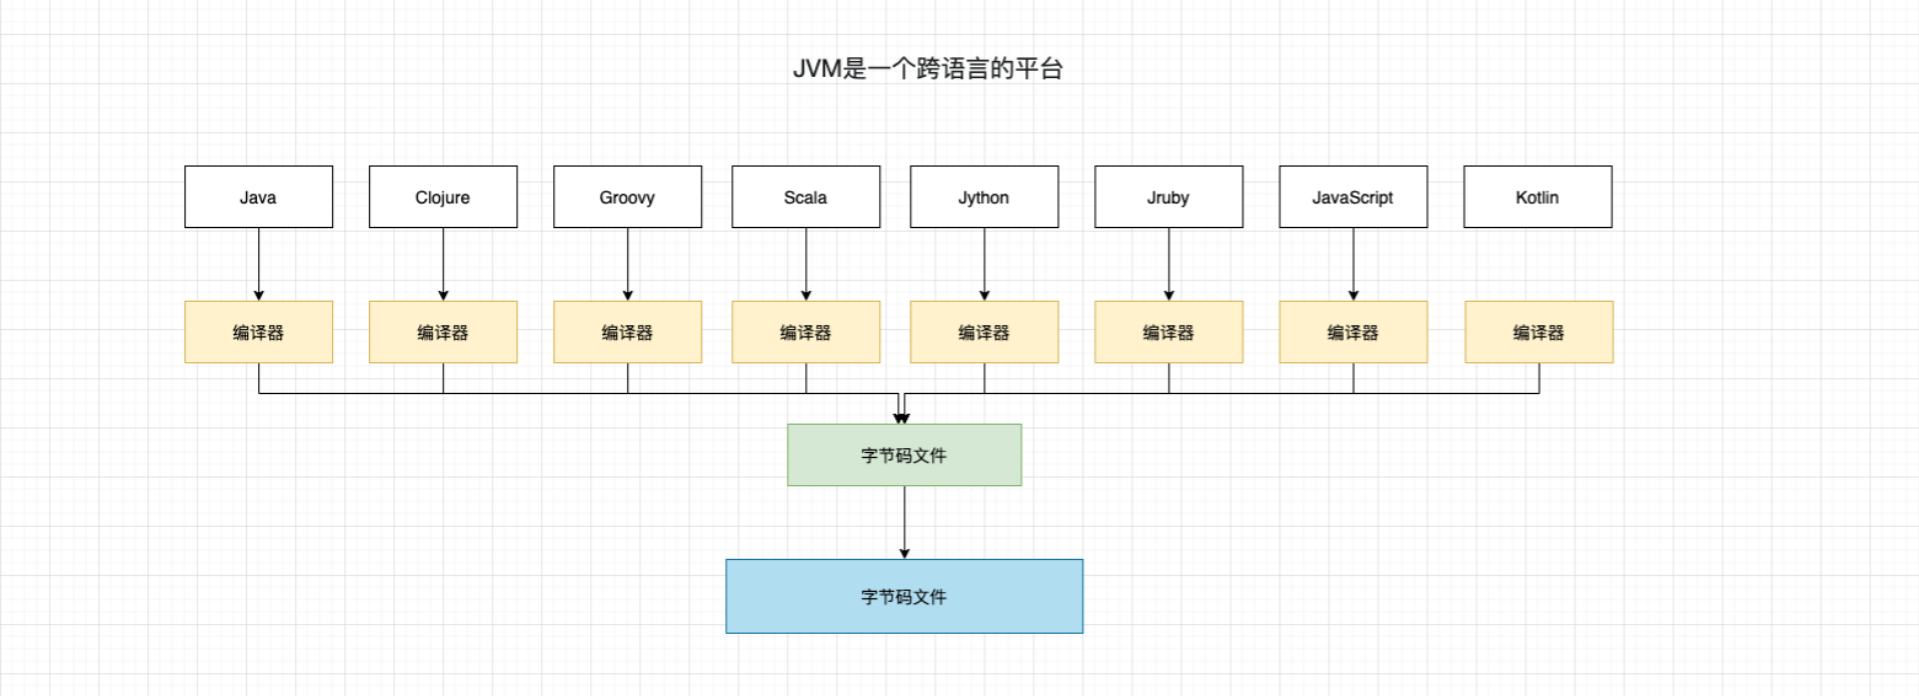 JVM是一个跨语言的平台
Java
Clojure
Groovy
Scala
Jython
Jruby
JavaScript
Kotlin
编译器
编译器
编译器
编译器
编译器
编译器
编译器
编译器
字节码文件
字节码文件